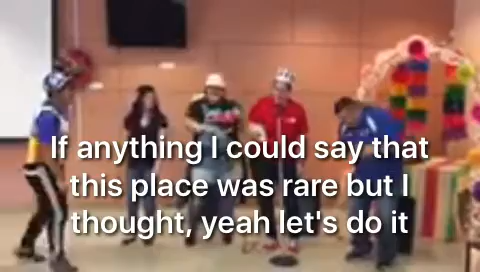 If anything I could say that
this place was rare but I
thought, yeah let's do it